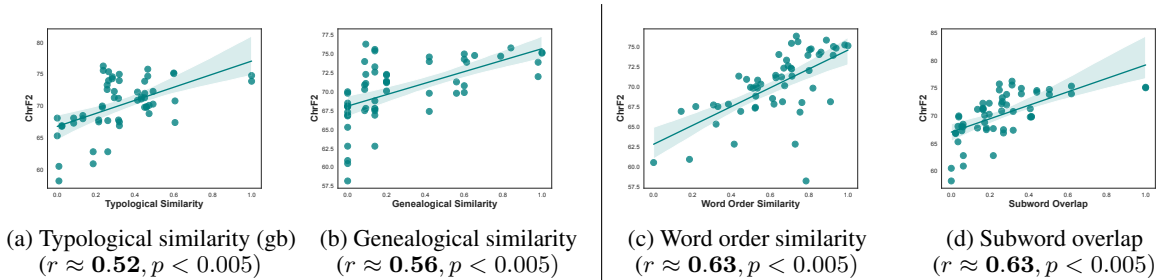 80
75
70
65
60
ChrF2
0.0 0.2 0.4 0.6 0.8 1.0
Typological Similarity
77.5
75.0
72.5
70.0
67.5
65.0
62.5
60.0
57.5
ChrF2
0.0 0.2 0.4 0.6 0.8 1.0
Genealogical Similarity
75.0
72.5
70.0
67.5
65.0
62.5
60.0
57.5
ChrF2
0.0 0.2 0.4 0.6 0.8 1.0
Word Order Similarity
85
80
75
70
65
60
ChrF2
0.0 0.2 0.4 0.6 0.8 1.0
Subword Overlap
(a) Typological similarity (gb)
(r ≈ 0.52, p < 0.005)
(b) Genealogical similarity
(r ≈ 0.56, p < 0.005)
(c) Word order similarity
(r ≈ 0.63, p < 0.005)
(d) Subword overlap
(r ≈ 0.63, p < 0.005)